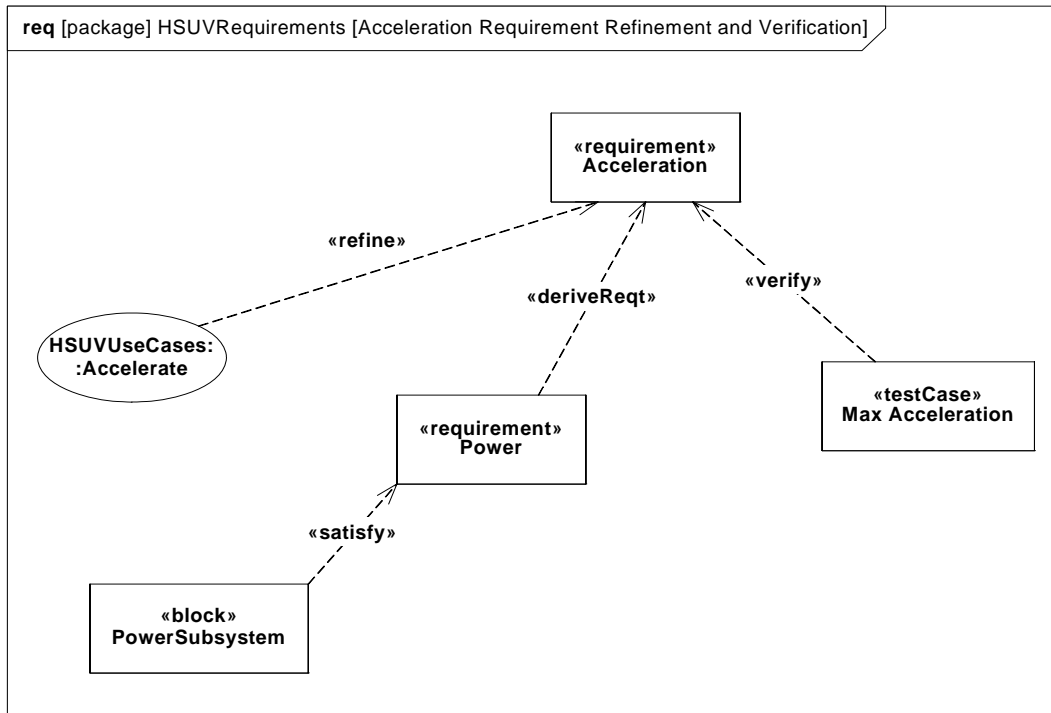 req [package] HSUVRequirements [Acceleration Requirement Refinement and Verification]
«requirement»
Acceleration
«refine»
«deriveReqt»
«verify»
HSUVUseCases:
:Accelerate
«testCase»
Max Acceleration
«requirement»
Power
«satisfy»
«block»
PowerSubsystem